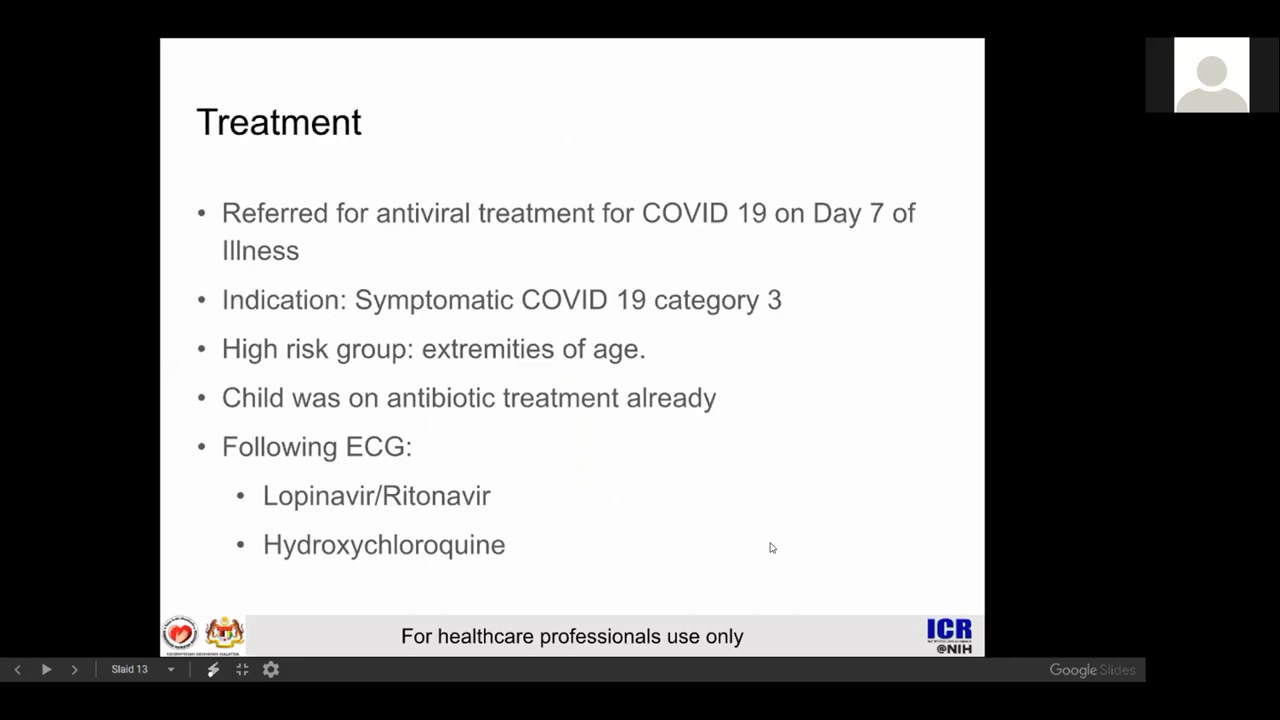 Treatment
• Referred for antiviral treatment for COVID 19 on Day 7 of
Illness
• Indication: Symptomatic COVID 19 category 3
• High risk group: extremities of age.
• Child was on antibiotic treatment already
• Following ECG:
• Lopinavir/Ritonavir
• Hydroxychloroquine
For healthcare professionals use only
ICR
@NIH
Slaid 13
Google Slides